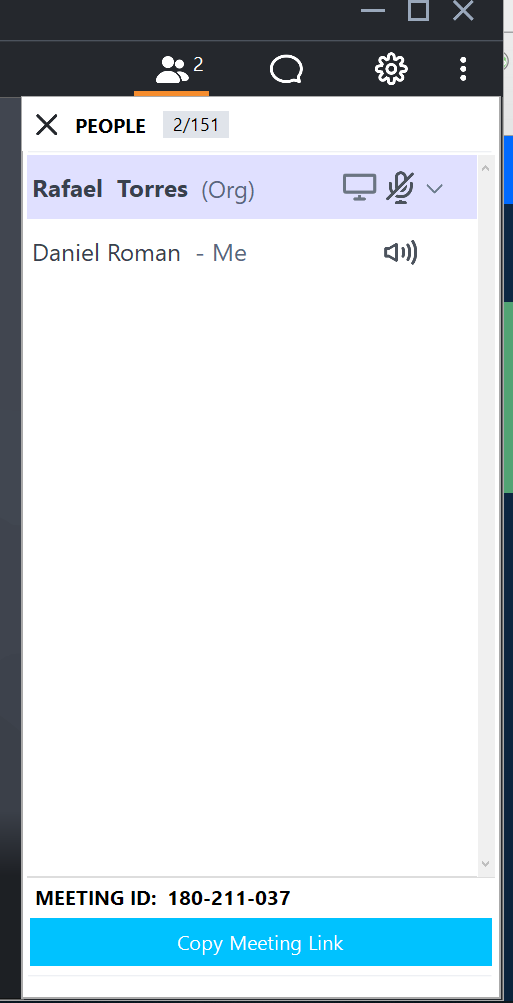 2
PEOPLE 2/151
Rafael Torres (Org)
Daniel Roman - Me
MEETING ID: 180-211-037
Copy Meeting Link